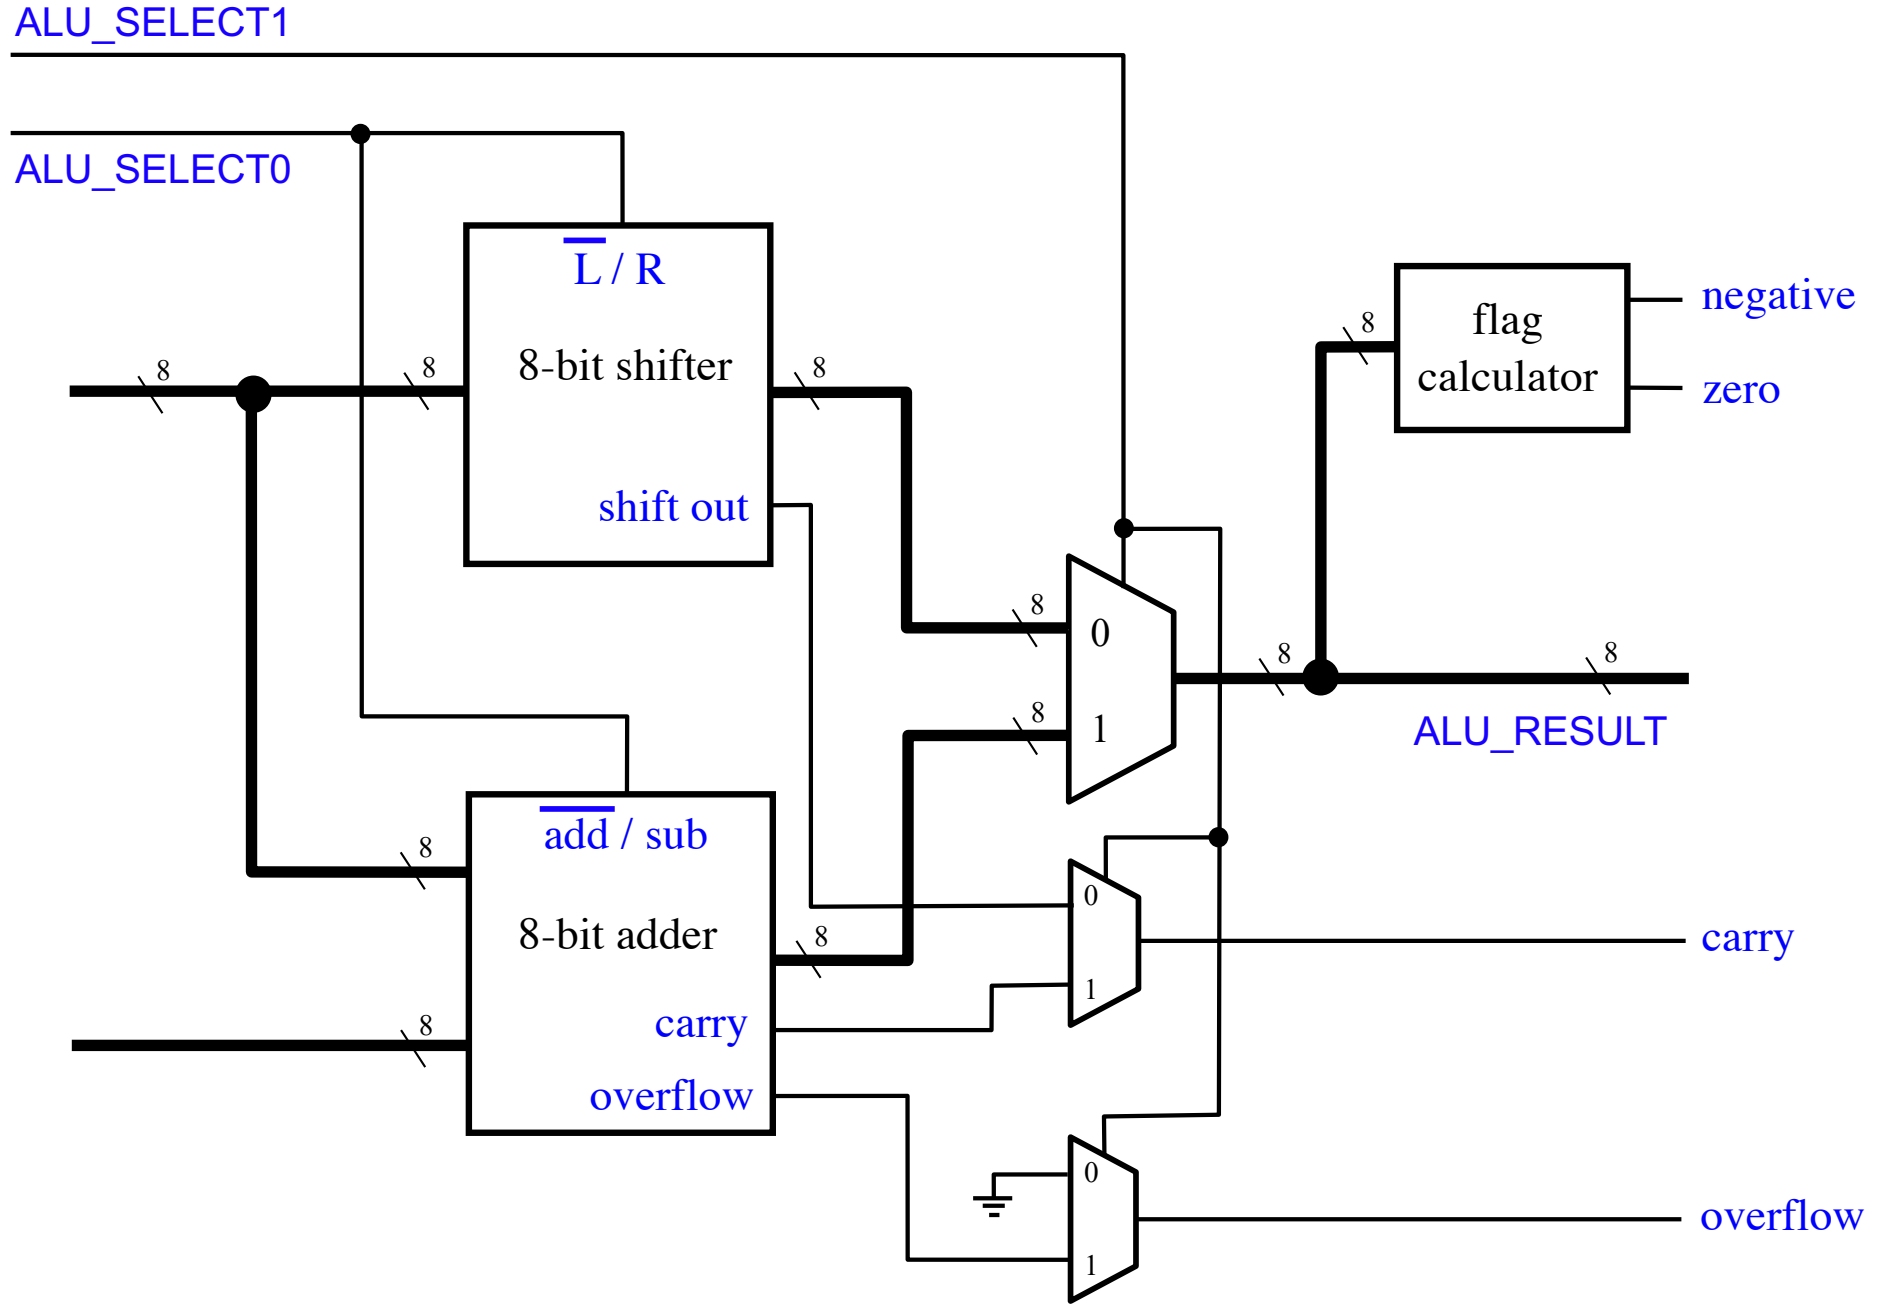 ALU_SELECT1
ALU_SELECT0
L / R
8-bit shifter
shift out
8
8
8
8
8
8
8
8
flag
calculator
negative
zero
ALU_RESULT
0
1
add / sub
8-bit adder
carry
overflow
8
8
8
0
1
carry
0
1
overflow